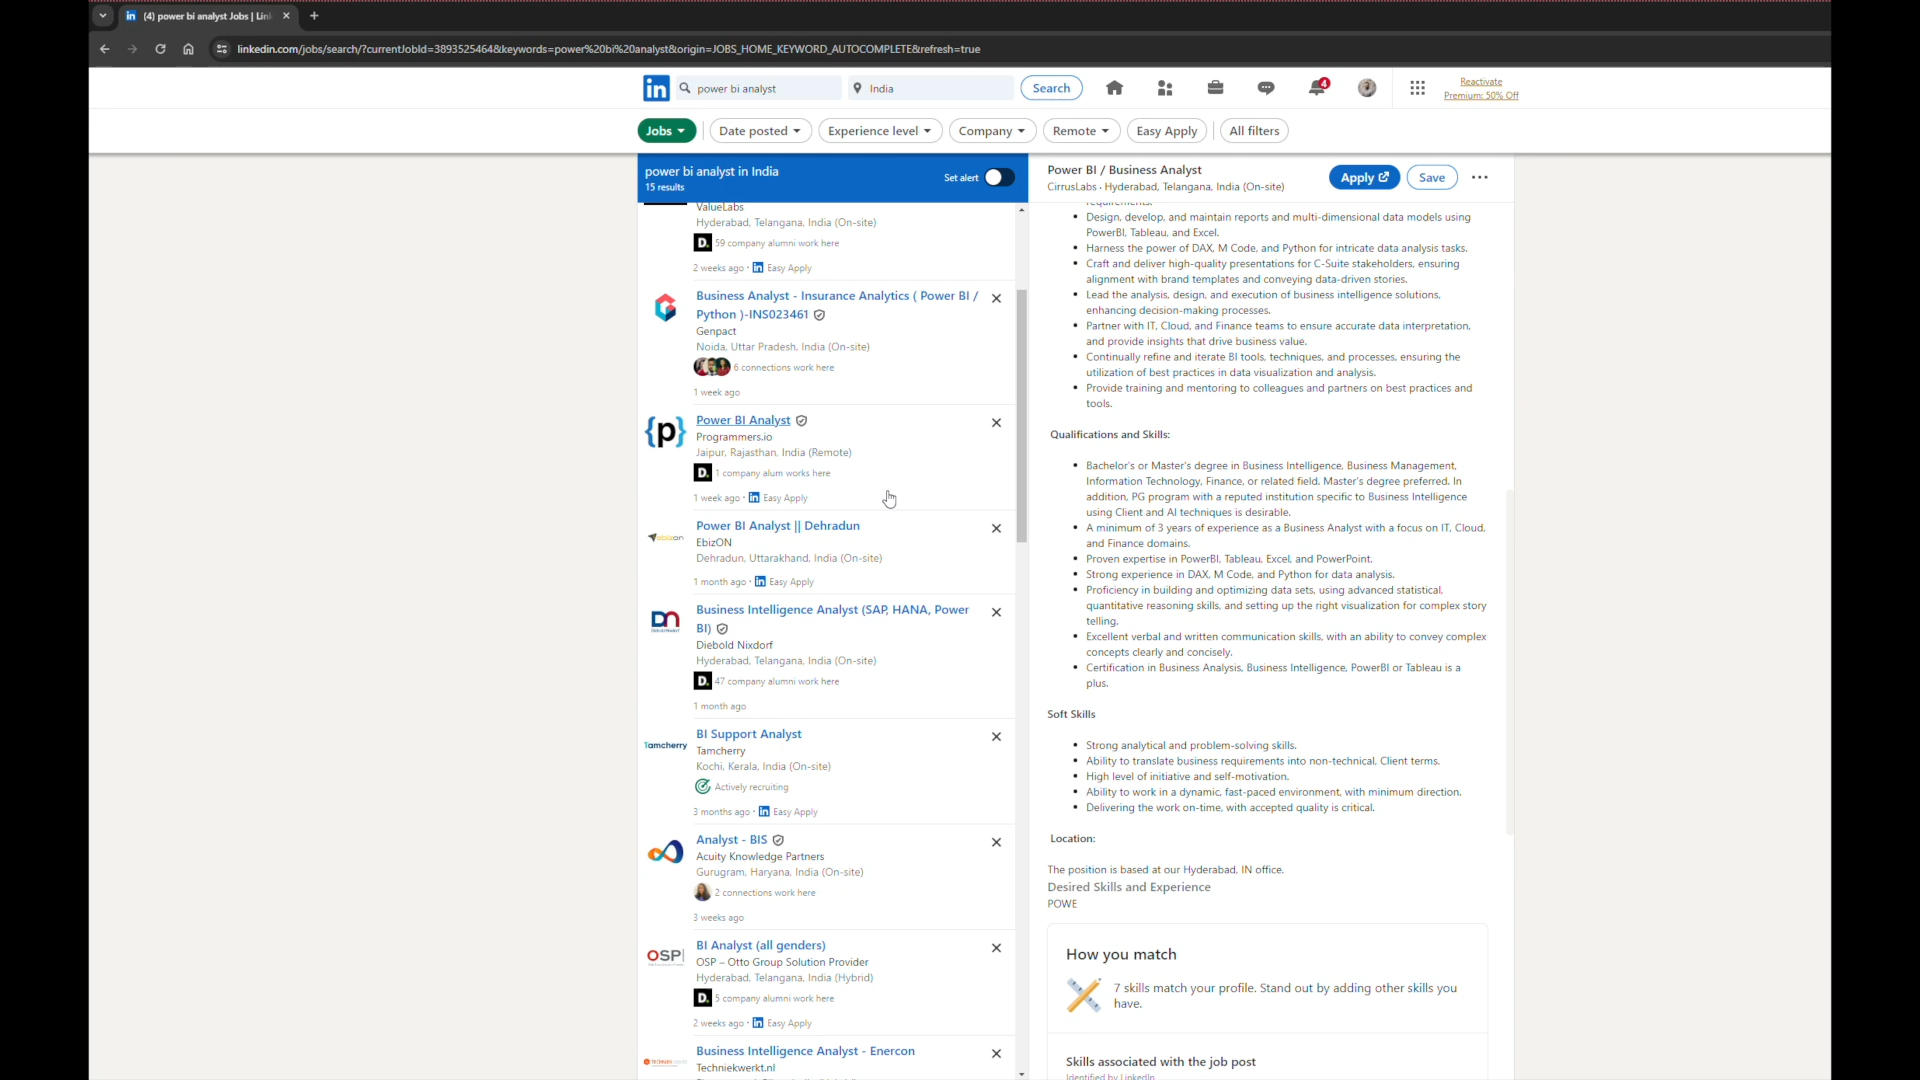 (4) power bi analyst Jobs | Lin
linkedin.com/jobs/search/?currentJobId=3893525464&keywords=power%20bi%20analyst&origin=JOBS_HOME_KEYWORD_AUTOCOMPLETE&refresh=true
in
power bi analyst
India
Search
4
Reactivate
Premium: 50% Off
Jobs
Date posted
Experience level
Company
Remote
Easy Apply
All filters
power bi analyst in India
15 results
Set alert
ValueLabs
Hyderabad, Telangana, India (On-site)
D.
59 company alumni work here
2 weeks ago · in Easy Apply
Business Analyst - Insurance Analytics ( Power BI /
Python )-INS023461
Genpact
Noida, Uttar Pradesh, India (On-site)
6 connections work here
1 week ago
{p}
Power BI Analyst
Programmers.io
Jaipur, Rajasthan, India (Remote)
D.
1 company alum works here
1 week ago · in Easy Apply
ebizon
Power BI Analyst || Dehradun
EbizON
Dehradun, Uttarakhand, India (On-site)
1 month ago · in Easy Apply
DN
Business Intelligence Analyst (SAP, HANA, Power
BI)
Diebold Nixdorf
Hyderabad, Telangana, India (On-site)
D.
47 company alumni work here
1 month ago
Tamcherry
BI Support Analyst
Tamcherry
Kochi, Kerala, India (On-site)
Actively recruiting
3 months ago · in Easy Apply
Analyst - BIS
Acuity Knowledge Partners
Gurugram, Haryana, India (On-site)
2 connections work here
3 weeks ago
OSP
BI Analyst (all genders)
OSP – Otto Group Solution Provider
Hyderabad, Telangana, India (Hybrid)
D.
5 company alumni work here
2 weeks ago · in Easy Apply
Business Intelligence Analyst - Enercon
Techniekwerkt.nl
Power BI / Business Analyst
CirrusLabs · Hyderabad, Telangana, India (On-site)
Apply
Save
requirements.
• Design, develop, and maintain reports and multi-dimensional data models using
PowerBI, Tableau, and Excel.
• Harness the power of DAX, M Code, and Python for intricate data analysis tasks.
• Craft and deliver high-quality presentations for C-Suite stakeholders, ensuring
alignment with brand templates and conveying data-driven stories.
• Lead the analysis, design, and execution of business intelligence solutions,
enhancing decision-making processes.
• Partner with IT, Cloud, and Finance teams to ensure accurate data interpretation,
and provide insights that drive business value.
• Continually refine and iterate BI tools, techniques, and processes, ensuring the
utilization of best practices in data visualization and analysis.
• Provide training and mentoring to colleagues and partners on best practices and
tools.
Qualifications and Skills:
• Bachelor's or Master's degree in Business Intelligence, Business Management,
Information Technology, Finance, or related field. Master's degree preferred. In
addition, PG program with a reputed institution specific to Business Intelligence
using Client and AI techniques is desirable.
• A minimum of 3 years of experience as a Business Analyst with a focus on IT, Cloud,
and Finance domains.
• Proven expertise in PowerBI, Tableau, Excel, and PowerPoint.
• Strong experience in DAX, M Code, and Python for data analysis.
• Proficiency in building and optimizing data sets, using advanced statistical,
quantitative reasoning skills, and setting up the right visualization for complex story
telling.
• Excellent verbal and written communication skills, with an ability to convey complex
concepts clearly and concisely.
• Certification in Business Analysis, Business Intelligence, PowerBI or Tableau is a
plus.
Soft Skills
• Strong analytical and problem-solving skills.
• Ability to translate business requirements into non-technical, Client terms.
• High level of initiative and self-motivation.
• Ability to work in a dynamic, fast-paced environment, with minimum direction.
• Delivering the work on-time, with accepted quality is critical.
Location:
The position is based at our Hyderabad, IN office.
Desired Skills and Experience
POWE
How you match
7 skills match your profile. Stand out by adding other skills you
have.
Skills associated with the job post
Identified by LinkedIn